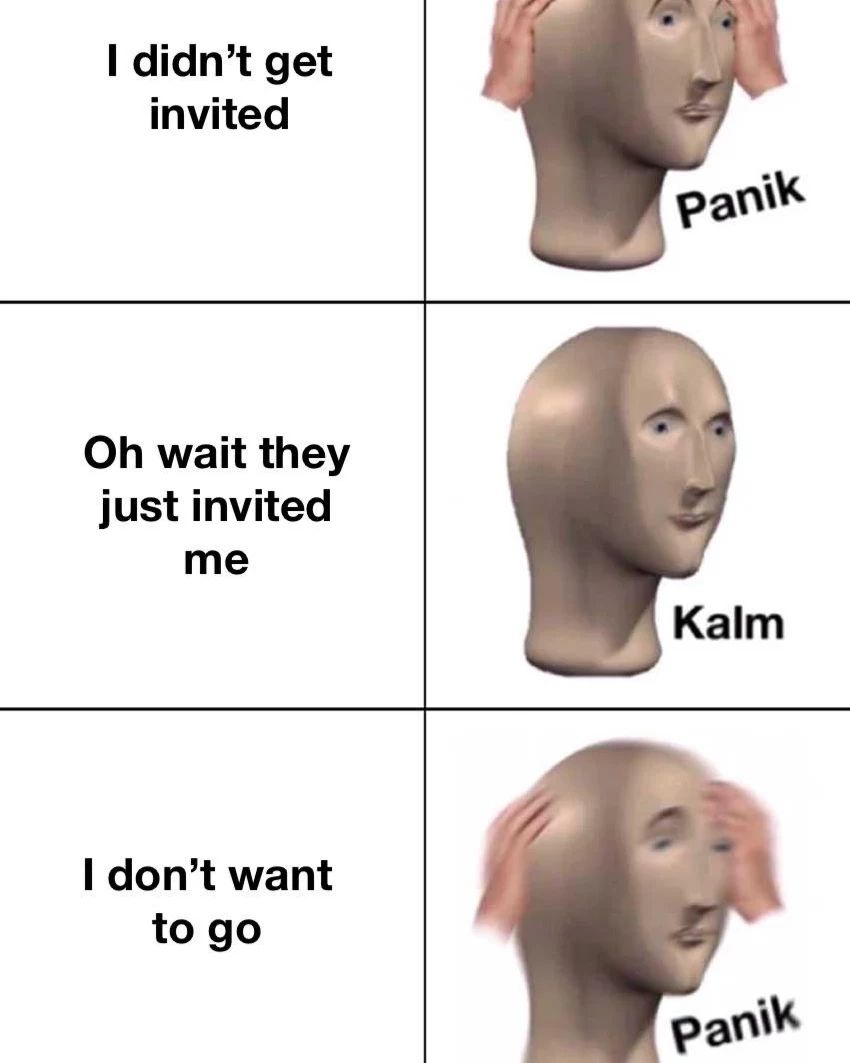 I didn’t get
invited
Panik
Oh wait they
just invited
me
Kalm
I don’t want
to go
Panik